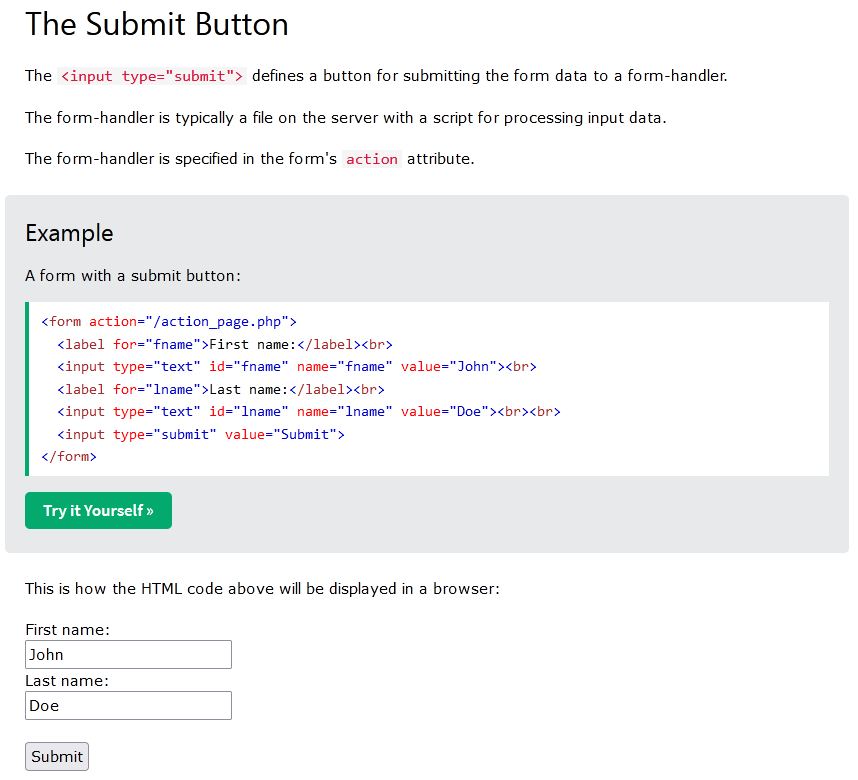 The Submit Button
The <input type="submit"> defines a button for submitting the form data to a form-handler.
The form-handler is typically a file on the server with a script for processing input data.
The form-handler is specified in the form's action attribute.
Example
A form with a submit button:
<form action="/action_page.php">
  <label for="fname">First name:</label><br>
  <input type="text" id="fname" name="fname" value="John"><br>
  <label for="lname">Last name:</label><br>
  <input type="text" id="lname" name="lname" value="Doe"><br><br>
  <input type="submit" value="Submit">
</form>
Try it Yourself »
This is how the HTML code above will be displayed in a browser:
First name:
John
Last name:
Doe
Submit